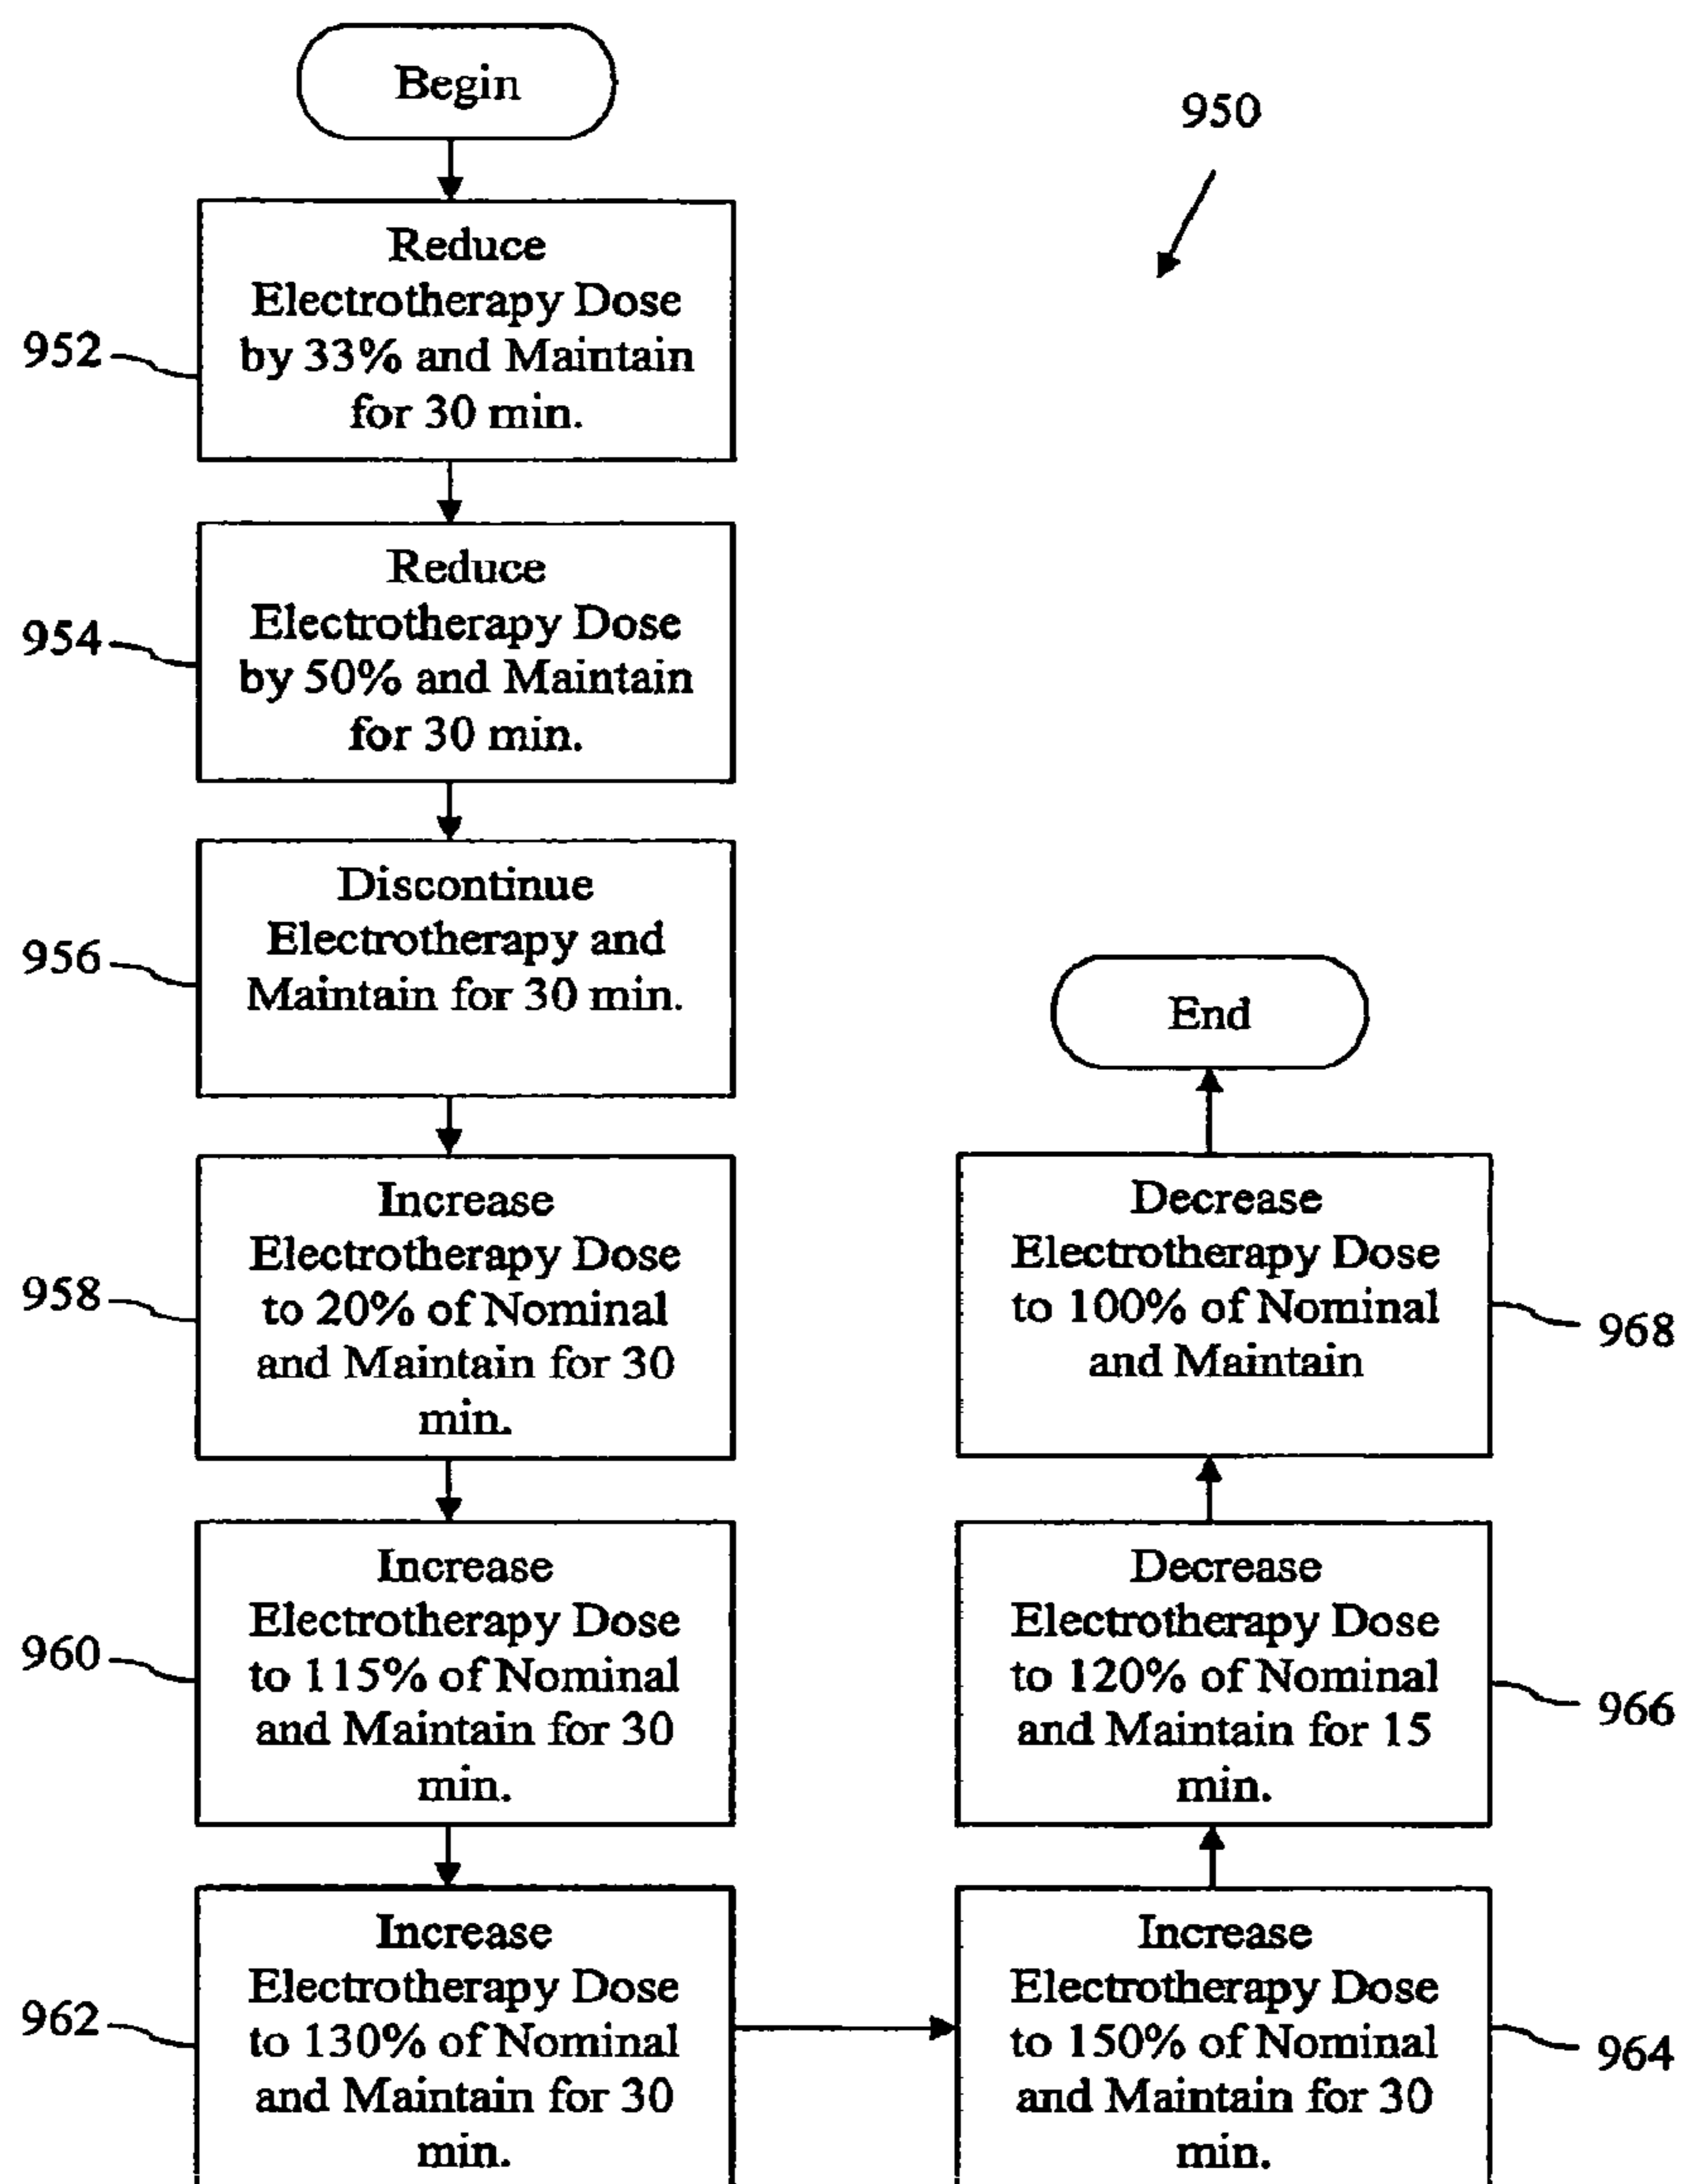 Begin
950
Reduce
Electrotherapy Dose
by 33% and Maintain
for 30 min.
952
Reduce
Electrotherapy Dose
by 50% and Maintain
for 30 min.
954
Discontinue
Electrotherapy and
Maintain for 30 min.
956
Increase
Electrotherapy Dose
to 20% of Nominal
and Maintain for 30
min.
958
Increase
Electrotherapy Dose
to 115% of Nominal
and Maintain for 30
min.
960
Increase
Electrotherapy Dose
to 130% of Nominal
and Maintain for 30
min.
962
Increase
Electrotherapy Dose
to 150% of Nominal
and Maintain for 30
min.
964
Decrease
Electrotherapy Dose
to 120% of Nominal
and Maintain for 15
min.
966
Decrease
Electrotherapy Dose
to 100% of Nominal
and Maintain
968
End